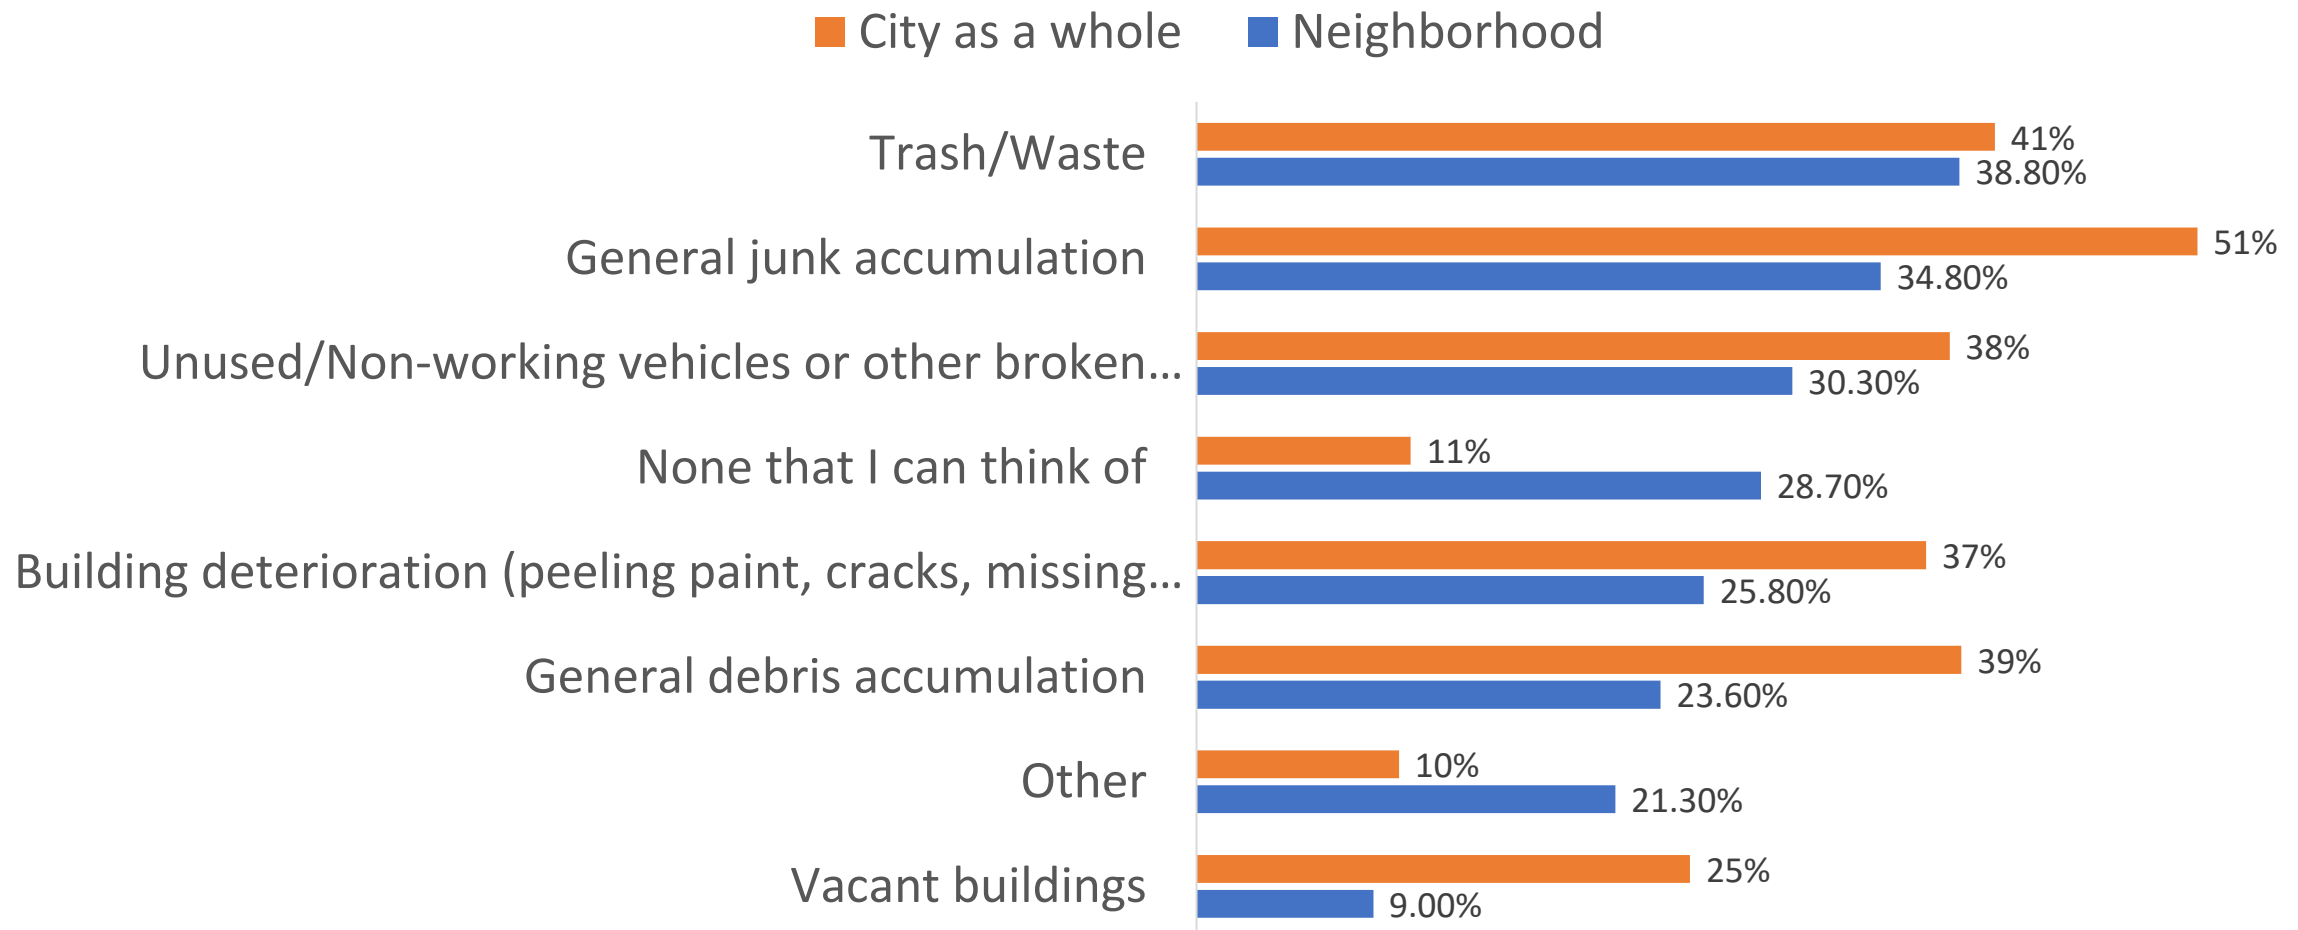 City as a whole Neighborhood
Trash/Waste
41%
38.80%
General junk accumulation
51%
34.80%
Unused/Non-working vehicles or other broken...
38%
30.30%
None that I can think of
11%
28.70%
Building deterioration (peeling paint, cracks, missing...
37%
25.80%
General debris accumulation
39%
23.60%
Other
10%
21.30%
Vacant buildings
25%
9.00%